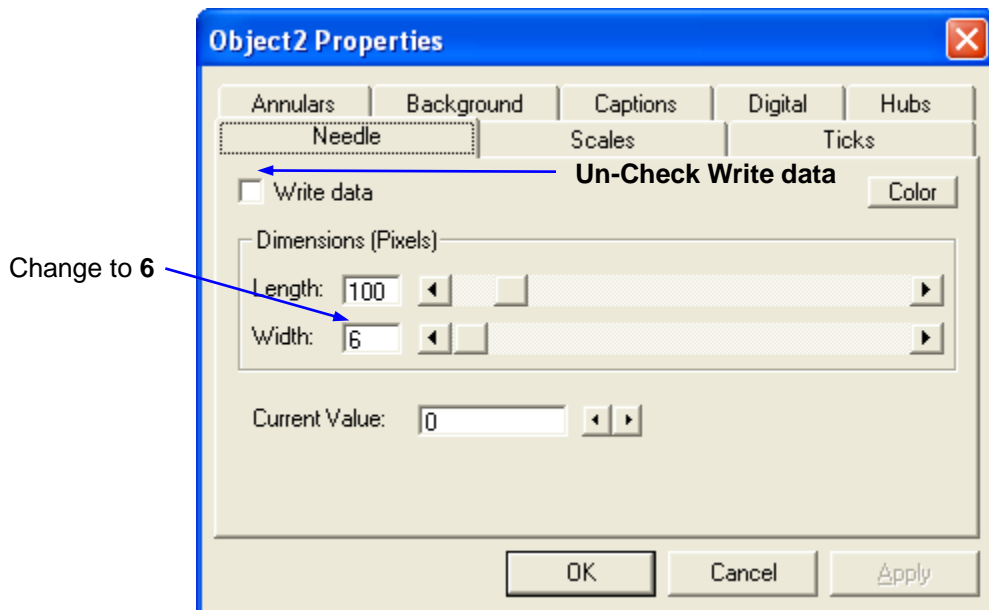 Object2 Properties
Annulars Background Captions Digital Hubs
Needle Scales Ticks
Un-Check Write data
Write data Color
Dimensions (Pixels)
Change to 6
Length: 100
Width: 6
Current Value: 0
OK Cancel Apply